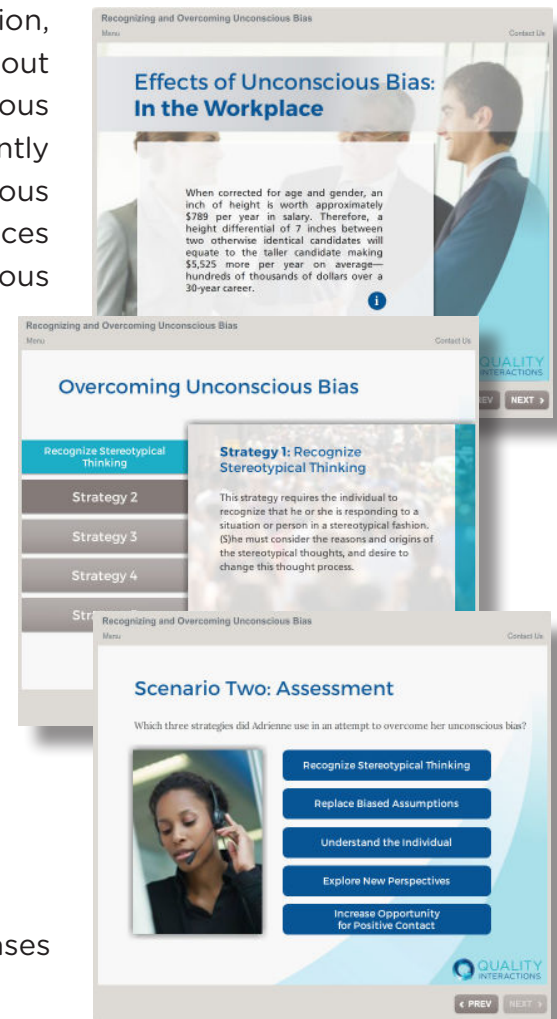 ion,
out
ous
ntly
ous
ces
ous
Recognizing and Overcoming Unconscious Bias
Menu
Contact Us
Effects of Unconscious Bias:
In the Workplace
When corrected for age and gender, an
inch of height is worth approximately
$789 per year in salary. Therefore, a
height differential of 7 inches between
two otherwise identical candidates will
equate to the taller candidate making
$5,525 more per year on average—
hundreds of thousands of dollars over a
30-year career.
i
QUALITY
INTERACTIONS
EV
NEXT >
Recognizing and Overcoming Unconscious Bias
Menu
Contact Us
Overcoming Unconscious Bias
Recognize Stereotypical
Thinking
Strategy 2
Strategy 3
Strategy 4
Str
Strategy 1: Recognize
Stereotypical Thinking
This strategy requires the individual to
recognize that he or she is responding to a
situation or person in a stereotypical fashion.
(S)he must consider the reasons and origins of
the stereotypical thoughts, and desire to
change this thought process.
Recognizing and Overcoming Unconscious Bias
Menu
Contact Us
Scenario Two: Assessment
Which three strategies did Adrienne use in an attempt to overcome her unconscious bias?
Recognize Stereotypical Thinking
Replace Biased Assumptions
Understand the Individual
Explore New Perspectives
Increase Opportunity
for Positive Contact
QUALITY
INTERACTIONS
< PREV
NEXT >
nses